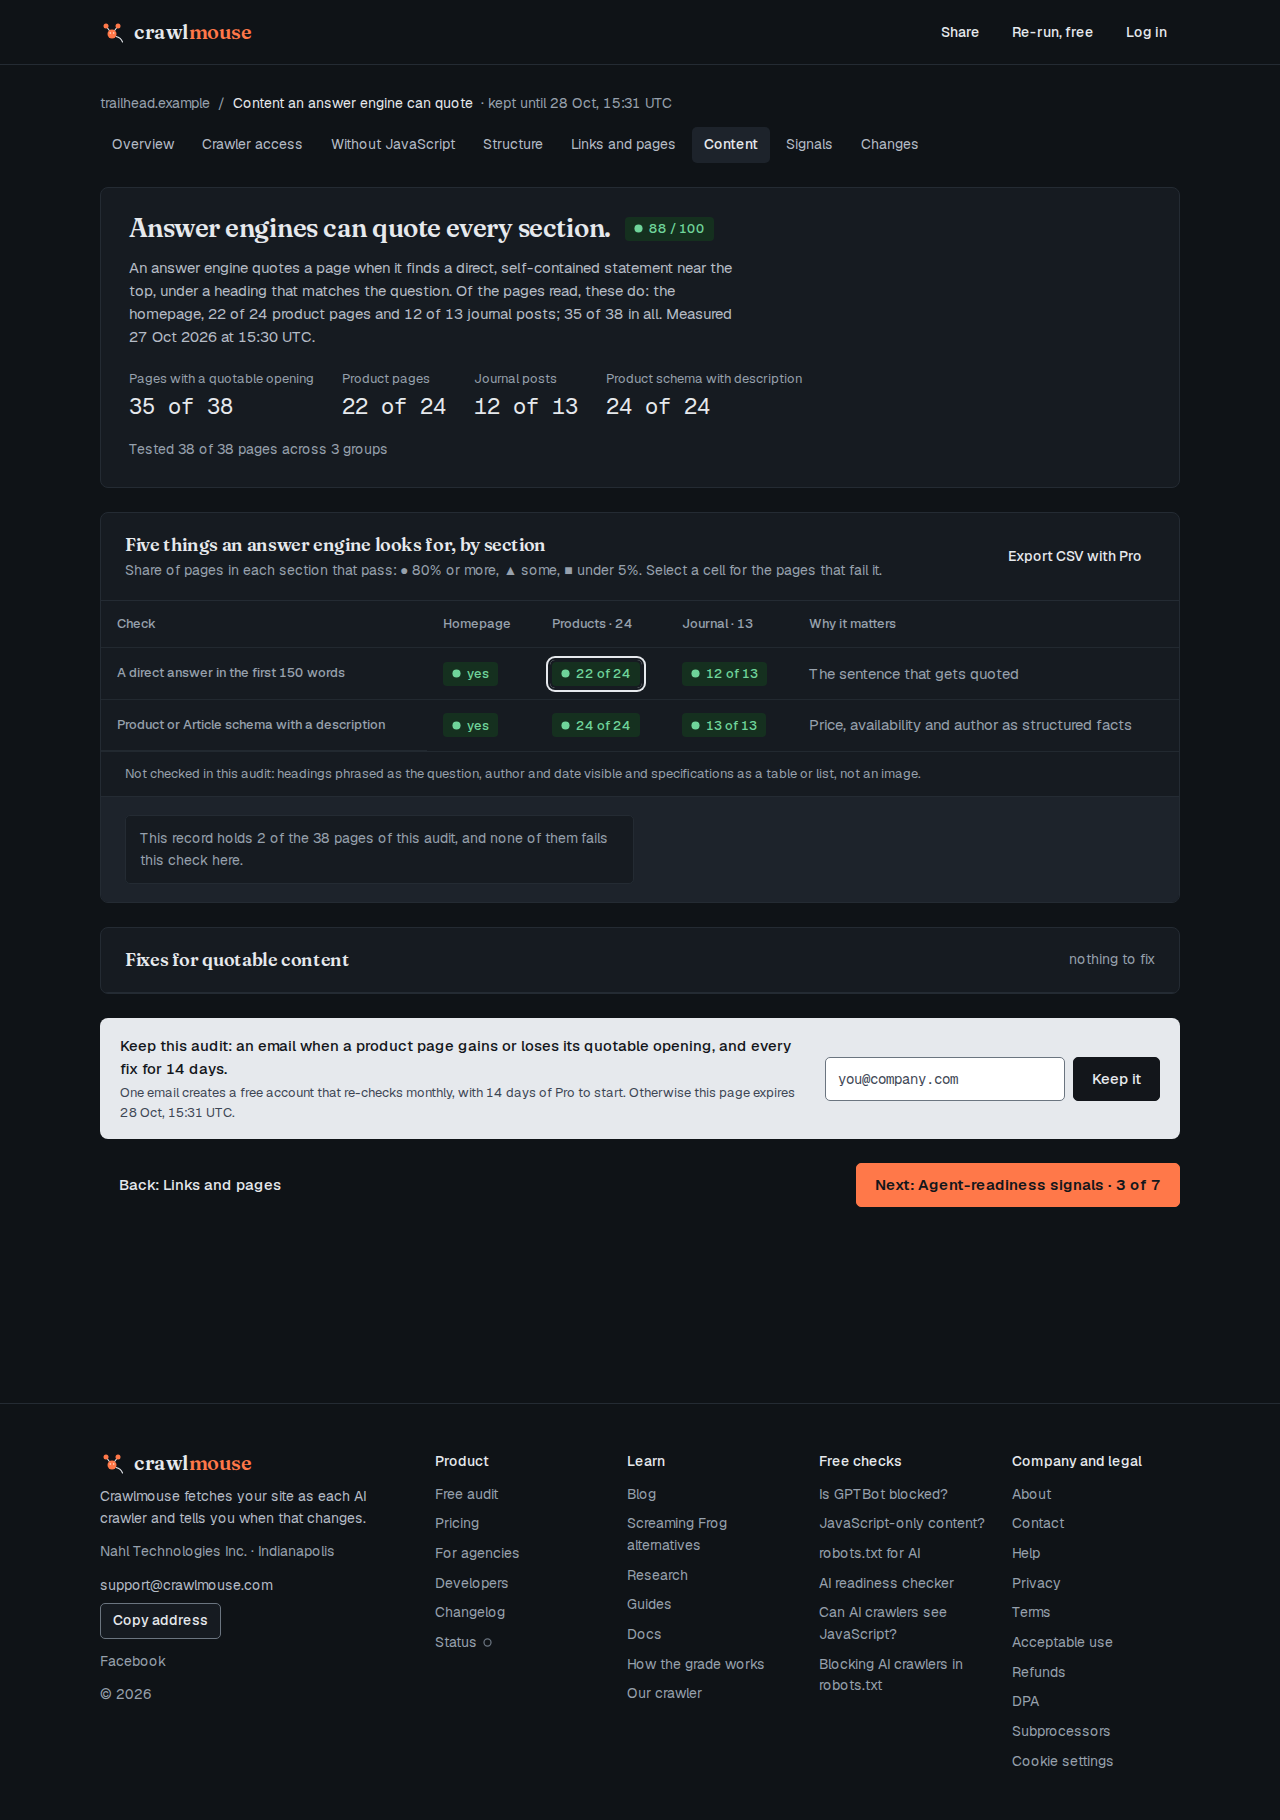 crawlmouse
Share
Re-run, free
Log in
trailhead.example / Content an answer engine can quote · kept until 28 Oct, 15:31 UTC
Overview
Crawler access
Without JavaScript
Structure
Links and pages
Content
Signals
Changes
Answer engines can quote every section.
● 88 / 100
An answer engine quotes a page when it finds a direct, self-contained statement near the
top, under a heading that matches the question. Of the pages read, these do: the
homepage, 22 of 24 product pages and 12 of 13 journal posts; 35 of 38 in all. Measured
27 Oct 2026 at 15:30 UTC.
Pages with a quotable opening
35 of 38
Product pages
22 of 24
Journal posts
12 of 13
Product schema with description
24 of 24
Tested 38 of 38 pages across 3 groups
Five things an answer engine looks for, by section
Share of pages in each section that pass: ● 80% or more, ▲ some, ■ under 5%. Select a cell for the pages that fail it.
Export CSV with Pro
Check
Homepage
Products · 24
Journal · 13
Why it matters
A direct answer in the first 150 words
● yes
● 22 of 24
● 12 of 13
The sentence that gets quoted
Product or Article schema with a description
● yes
● 24 of 24
● 13 of 13
Price, availability and author as structured facts
Not checked in this audit: headings phrased as the question, author and date visible and specifications as a table or list, not an image.
This record holds 2 of the 38 pages of this audit, and none of them fails
this check here.
Fixes for quotable content
nothing to fix
Keep this audit: an email when a product page gains or loses its quotable opening, and every
fix for 14 days.
One email creates a free account that re-checks monthly, with 14 days of Pro to start. Otherwise this page expires
28 Oct, 15:31 UTC.
you@company.com
Keep it
Back: Links and pages
Next: Agent-readiness signals · 3 of 7
crawlmouse
Crawlmouse fetches your site as each AI
crawler and tells you when that changes.
Nahl Technologies Inc. · Indianapolis
support@crawlmouse.com
Copy address
Facebook
© 2026
Product
Free audit
Pricing
For agencies
Developers
Changelog
Status
Learn
Blog
Screaming Frog
alternatives
Research
Guides
Docs
How the grade works
Our crawler
Free checks
Is GPTBot blocked?
JavaScript-only content?
robots.txt for AI
AI readiness checker
Can AI crawlers see
JavaScript?
Blocking AI crawlers in
robots.txt
Company and legal
About
Contact
Help
Privacy
Terms
Acceptable use
Refunds
DPA
Subprocessors
Cookie settings